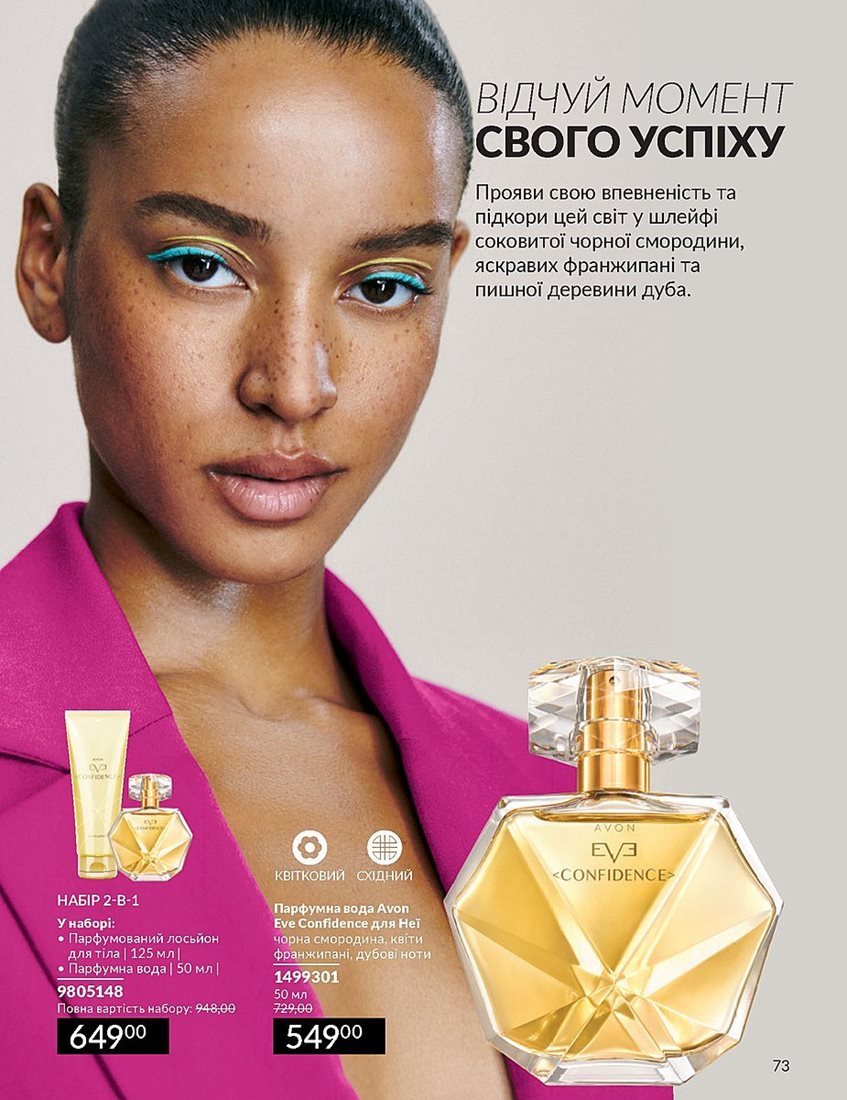 ВІДЧУЙ МОМЕНТ
СВОГО УСПІХУ
Прояви свою впевненість та
підкори цей світ у шлейфі
соковитої чорної смородини,
яскравих франжипані та
пишної деревини дуба.
AVON
EVE
<CONFIDENCE>
НАБІР 2-В-1
У наборі:
• Парфумований лосьйон
для тіла | 125 мл |
• Парфумна вода | 50 мл |
9805148
Повна вартість набору: 948,00
64900
КВІТКОВИЙ СХІДНИЙ
Парфумна вода Avon
Eve Confidence для Неї
чорна смородина, квіти
франжипані, дубові ноти
1499301
50 мл
729,00
54900
AVON
EVE
<CONFIDENCE>
73